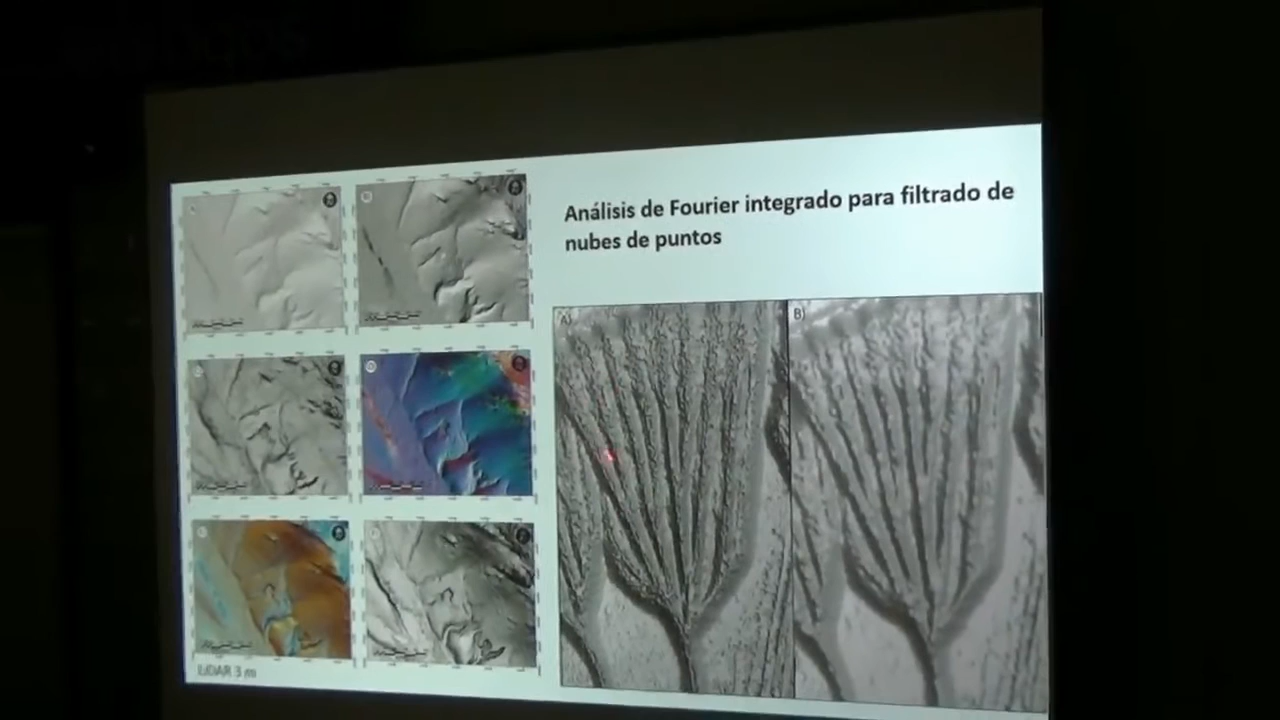 Análisis de Fourier integrado para filtrado de
nubes de puntos
A)
B)
LiDAR 3 m